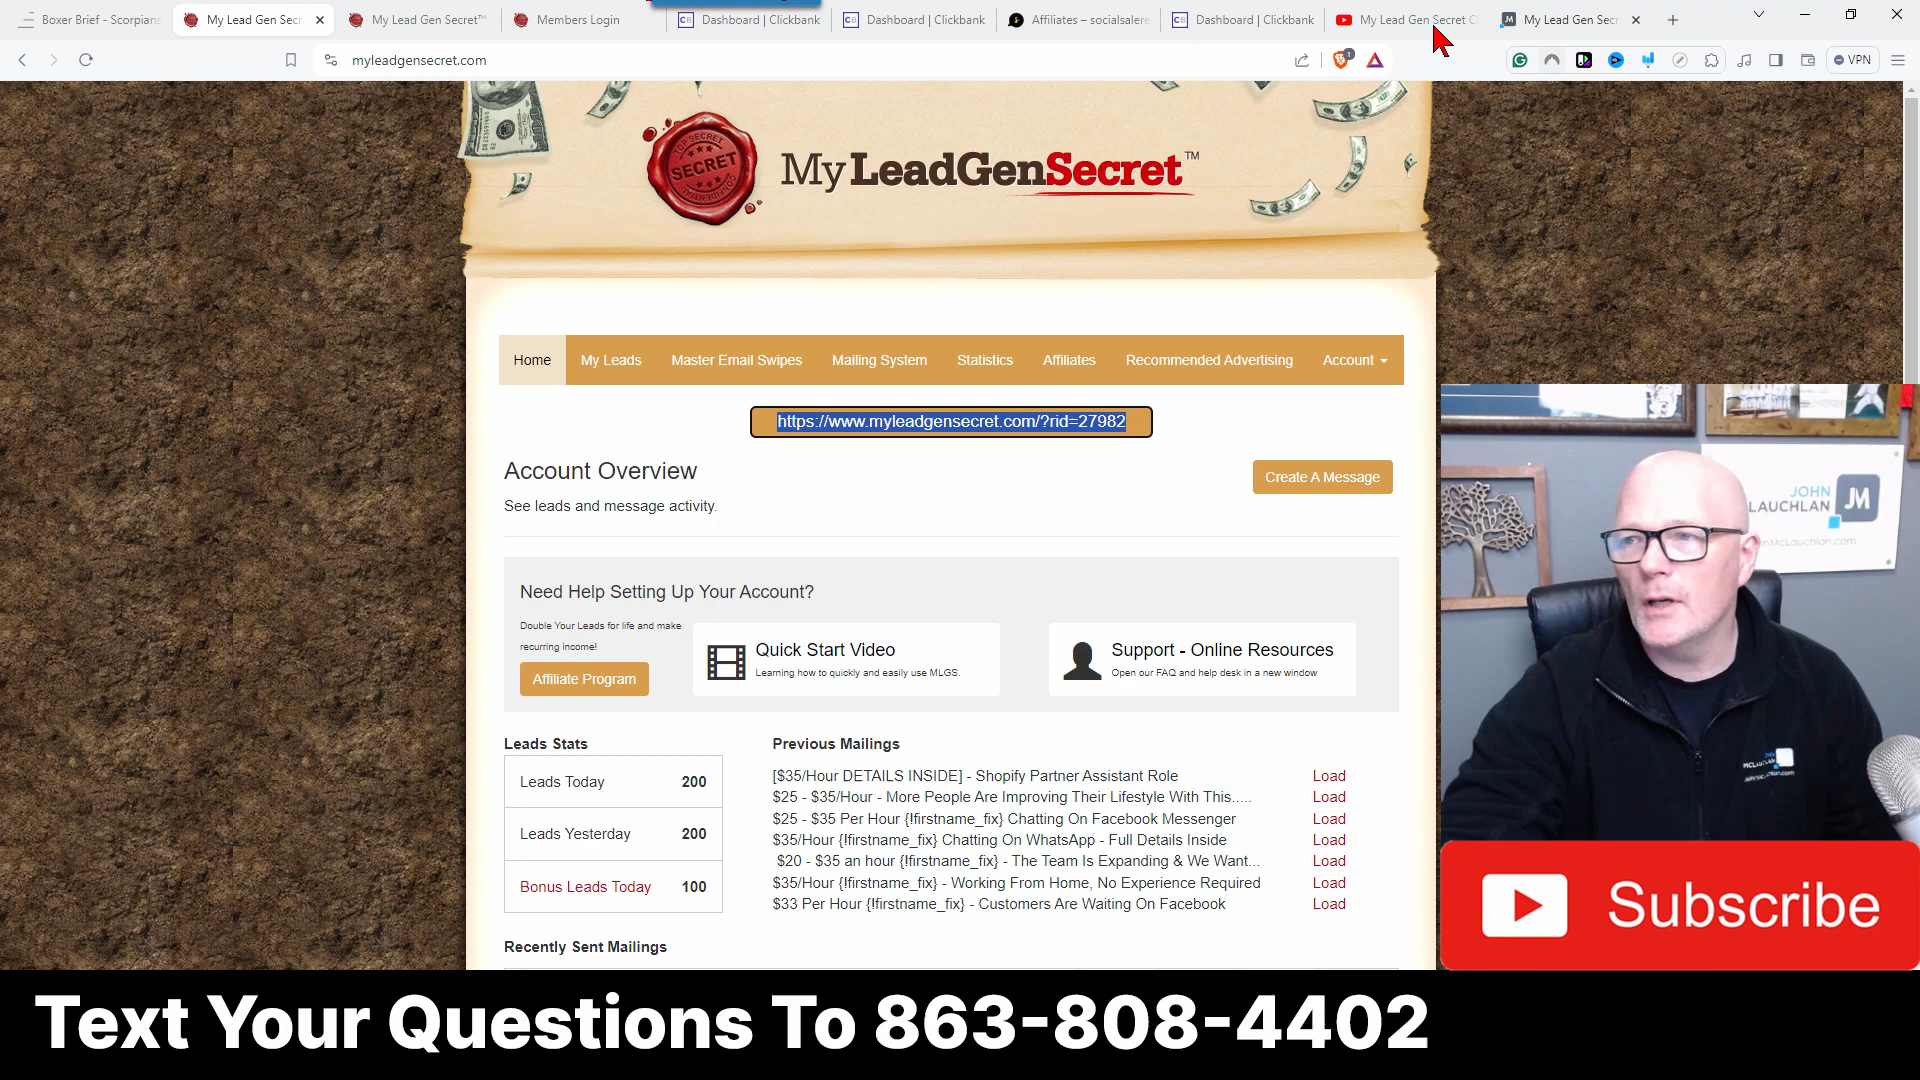 Boxer Brief - Scorpians
My Lead Gen Secr
My Lead Gen Secret™
Members Login
Dashboard | Clickbank
Dashboard | Clickbank
Affiliates – socialsalere
Dashboard | Clickbank
My Lead Gen Secret C
My Lead Gen Secr
myleadgensecret.com
1
VPN
TOP SECRET
SECRET
CONFIDENTIAL
MyLeadGenSecret™
Home
My Leads
Master Email Swipes
Mailing System
Statistics
Affiliates
Recommended Advertising
Account
https://www.myleadgensecret.com/?rid=27982
Account Overview
Create A Message
See leads and message activity.
Need Help Setting Up Your Account?
Double Your Leads for life and make
recurring income!
Affiliate Program
Quick Start Video
Learning how to quickly and easily use MLGS.
Support - Online Resources
Open our FAQ and help desk in a new window
Leads Stats
Leads Today 200
Leads Yesterday 200
Bonus Leads Today 100
Previous Mailings
[$35/Hour DETAILS INSIDE] - Shopify Partner Assistant Role Load
$25 - $35/Hour - More People Are Improving Their Lifestyle With This..... Load
$25 - $35 Per Hour {!firstname_fix} Chatting On Facebook Messenger Load
$35/Hour {!firstname_fix} Chatting On WhatsApp - Full Details Inside Load
$20 - $35 an hour {!firstname_fix} - The Team Is Expanding & We Want... Load
$35/Hour {!firstname_fix} - Working From Home, No Experience Required Load
$33 Per Hour {!firstname_fix} - Customers Are Waiting On Facebook Load
Recently Sent Mailings
JOHN
LAUCHLAN
JM
JohnMcLauchlan.com
JOHN
MCLAUCHLAN
Subscribe
Text Your Questions To 863-808-4402